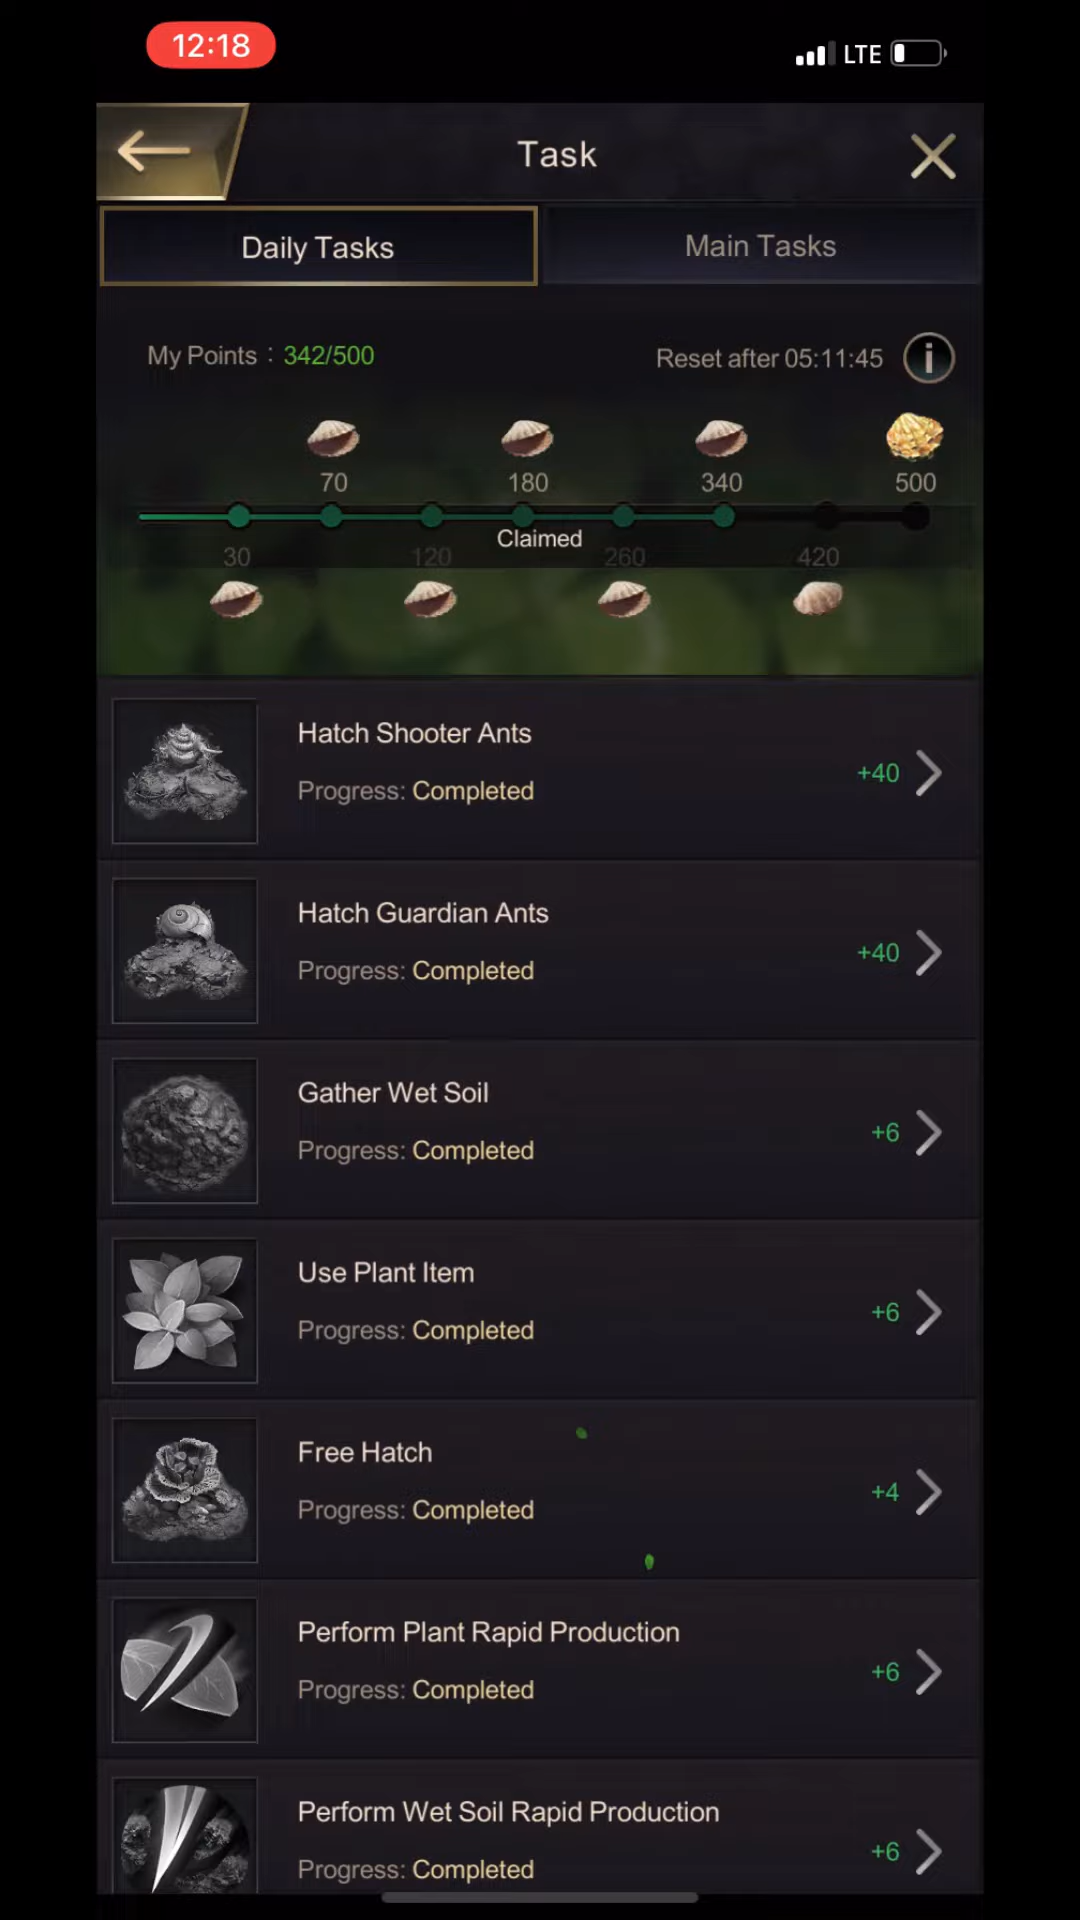 12:18
LTE
Task
Daily Tasks
Main Tasks
My Points : 342/500
Reset after 05:11:45
i
70 180 340 500
Claimed
30 120 260 420
Hatch Shooter Ants
Progress: Completed
+40
Hatch Guardian Ants
Progress: Completed
+40
Gather Wet Soil
Progress: Completed
+6
Use Plant Item
Progress: Completed
+6
Free Hatch
Progress: Completed
+4
Perform Plant Rapid Production
Progress: Completed
+6
Perform Wet Soil Rapid Production
Progress: Completed
+6